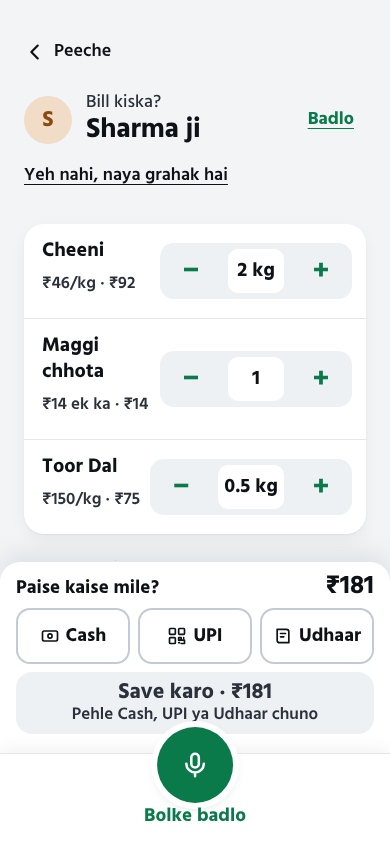 Peeche
S
Bill kiska?
Sharma ji
Badlo
Yeh nahi, naya grahak hai
Cheeni
₹46/kg · ₹92
− 2 kg +
Maggi
chhota
₹14 ek ka · ₹14
− 1 +
Toor Dal
₹150/kg · ₹75
− 0.5 kg +
Paise kaise mile?
₹181
Cash
UPI
Udhaar
Save karo · ₹181
Pehle Cash, UPI ya Udhaar chuno
Bolke badlo